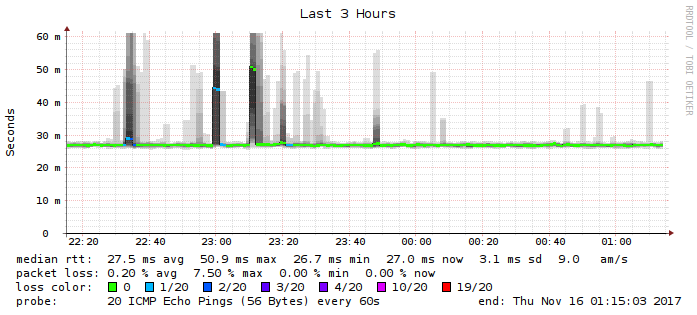 Last 3 Hours
RRDTOOL / TOBI OETIKER
Seconds
60 m
50 m
40 m
30 m
20 m
10 m
0
22:20 22:40 23:00 23:20 23:40 00:00 00:20 00:40 01:00
median rtt: 27.5 ms avg 50.9 ms max 26.7 ms min 27.0 ms now 3.1 ms sd 9.0 am/s
packet loss: 0.20 % avg 7.50 % max 0.00 % min 0.00 % now
loss color: 0 1/20 2/20 3/20 4/20 10/20 19/20
probe: 20 ICMP Echo Pings (56 Bytes) every 60s end: Thu Nov 16 01:15:03 2017